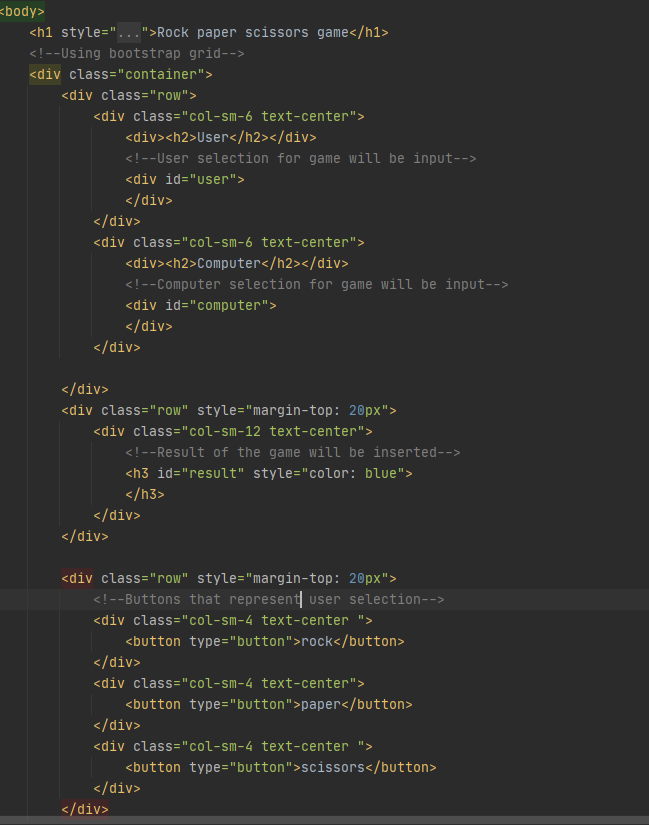 <body>
<h1 style="...">Rock paper scissors game</h1>
<!--Using bootstrap grid-->
<div class="container">
<div class="row">
<div class="col-sm-6 text-center">
<div><h2>User</h2></div>
<!--User selection for game will be input-->
<div id="user">
</div>
</div>
<div class="col-sm-6 text-center">
<div><h2>Computer</h2></div>
<!--Computer selection for game will be input-->
<div id="computer">
</div>
</div>
</div>
<div class="row" style="margin-top: 20px">
<div class="col-sm-12 text-center">
<!--Result of the game will be inserted-->
<h3 id="result" style="color: blue">
</h3>
</div>
</div>
<div class="row" style="margin-top: 20px">
<!--Buttons that represent user selection-->
<div class="col-sm-4 text-center ">
<button type="button">rock</button>
</div>
<div class="col-sm-4 text-center">
<button type="button">paper</button>
</div>
<div class="col-sm-4 text-center ">
<button type="button">scissors</button>
</div>
</div>